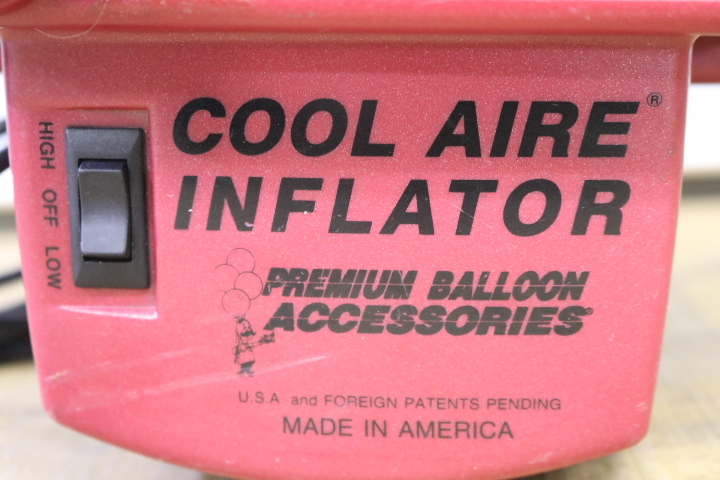 COOL AIRE®
INFLATOR
HIGH OFF LOW
PREMIUM BALLOON
ACCESSORIES®
U.S.A and FOREIGN PATENTS PENDING
MADE IN AMERICA